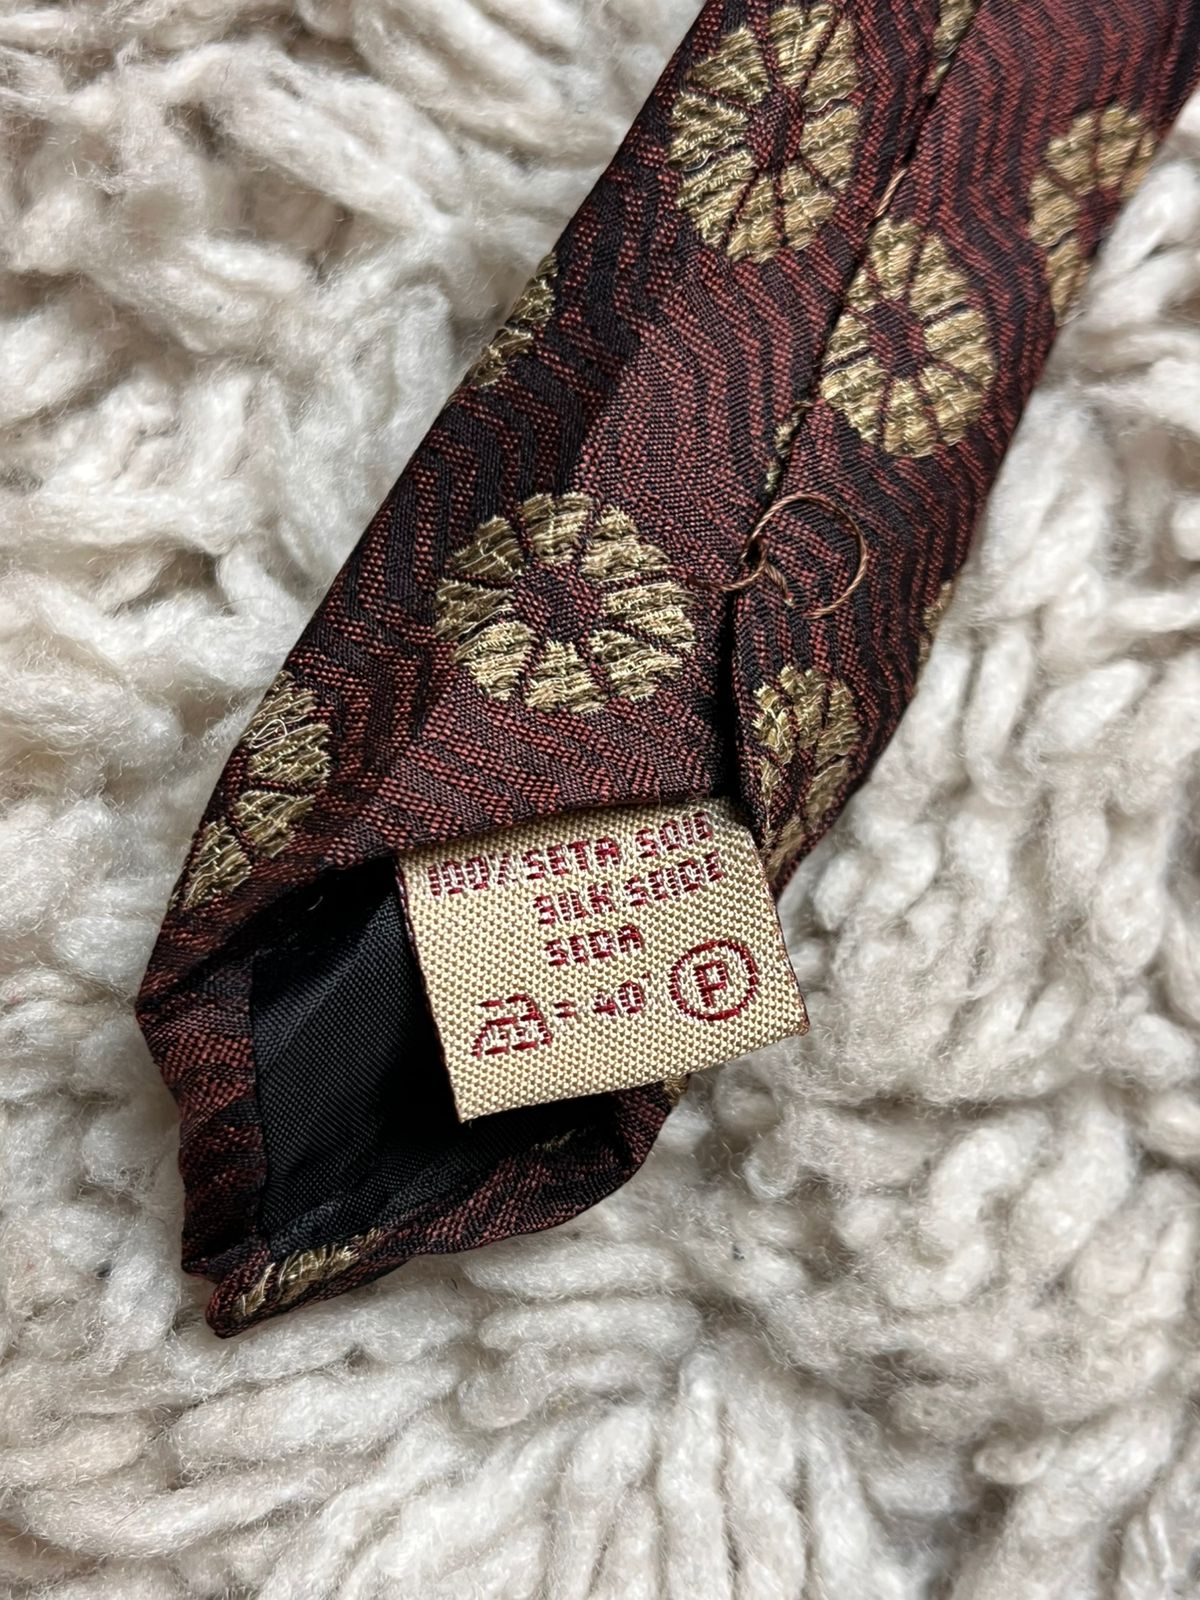 100% SETA SOIE
SILK SEIDE
SEDA
= 40° P